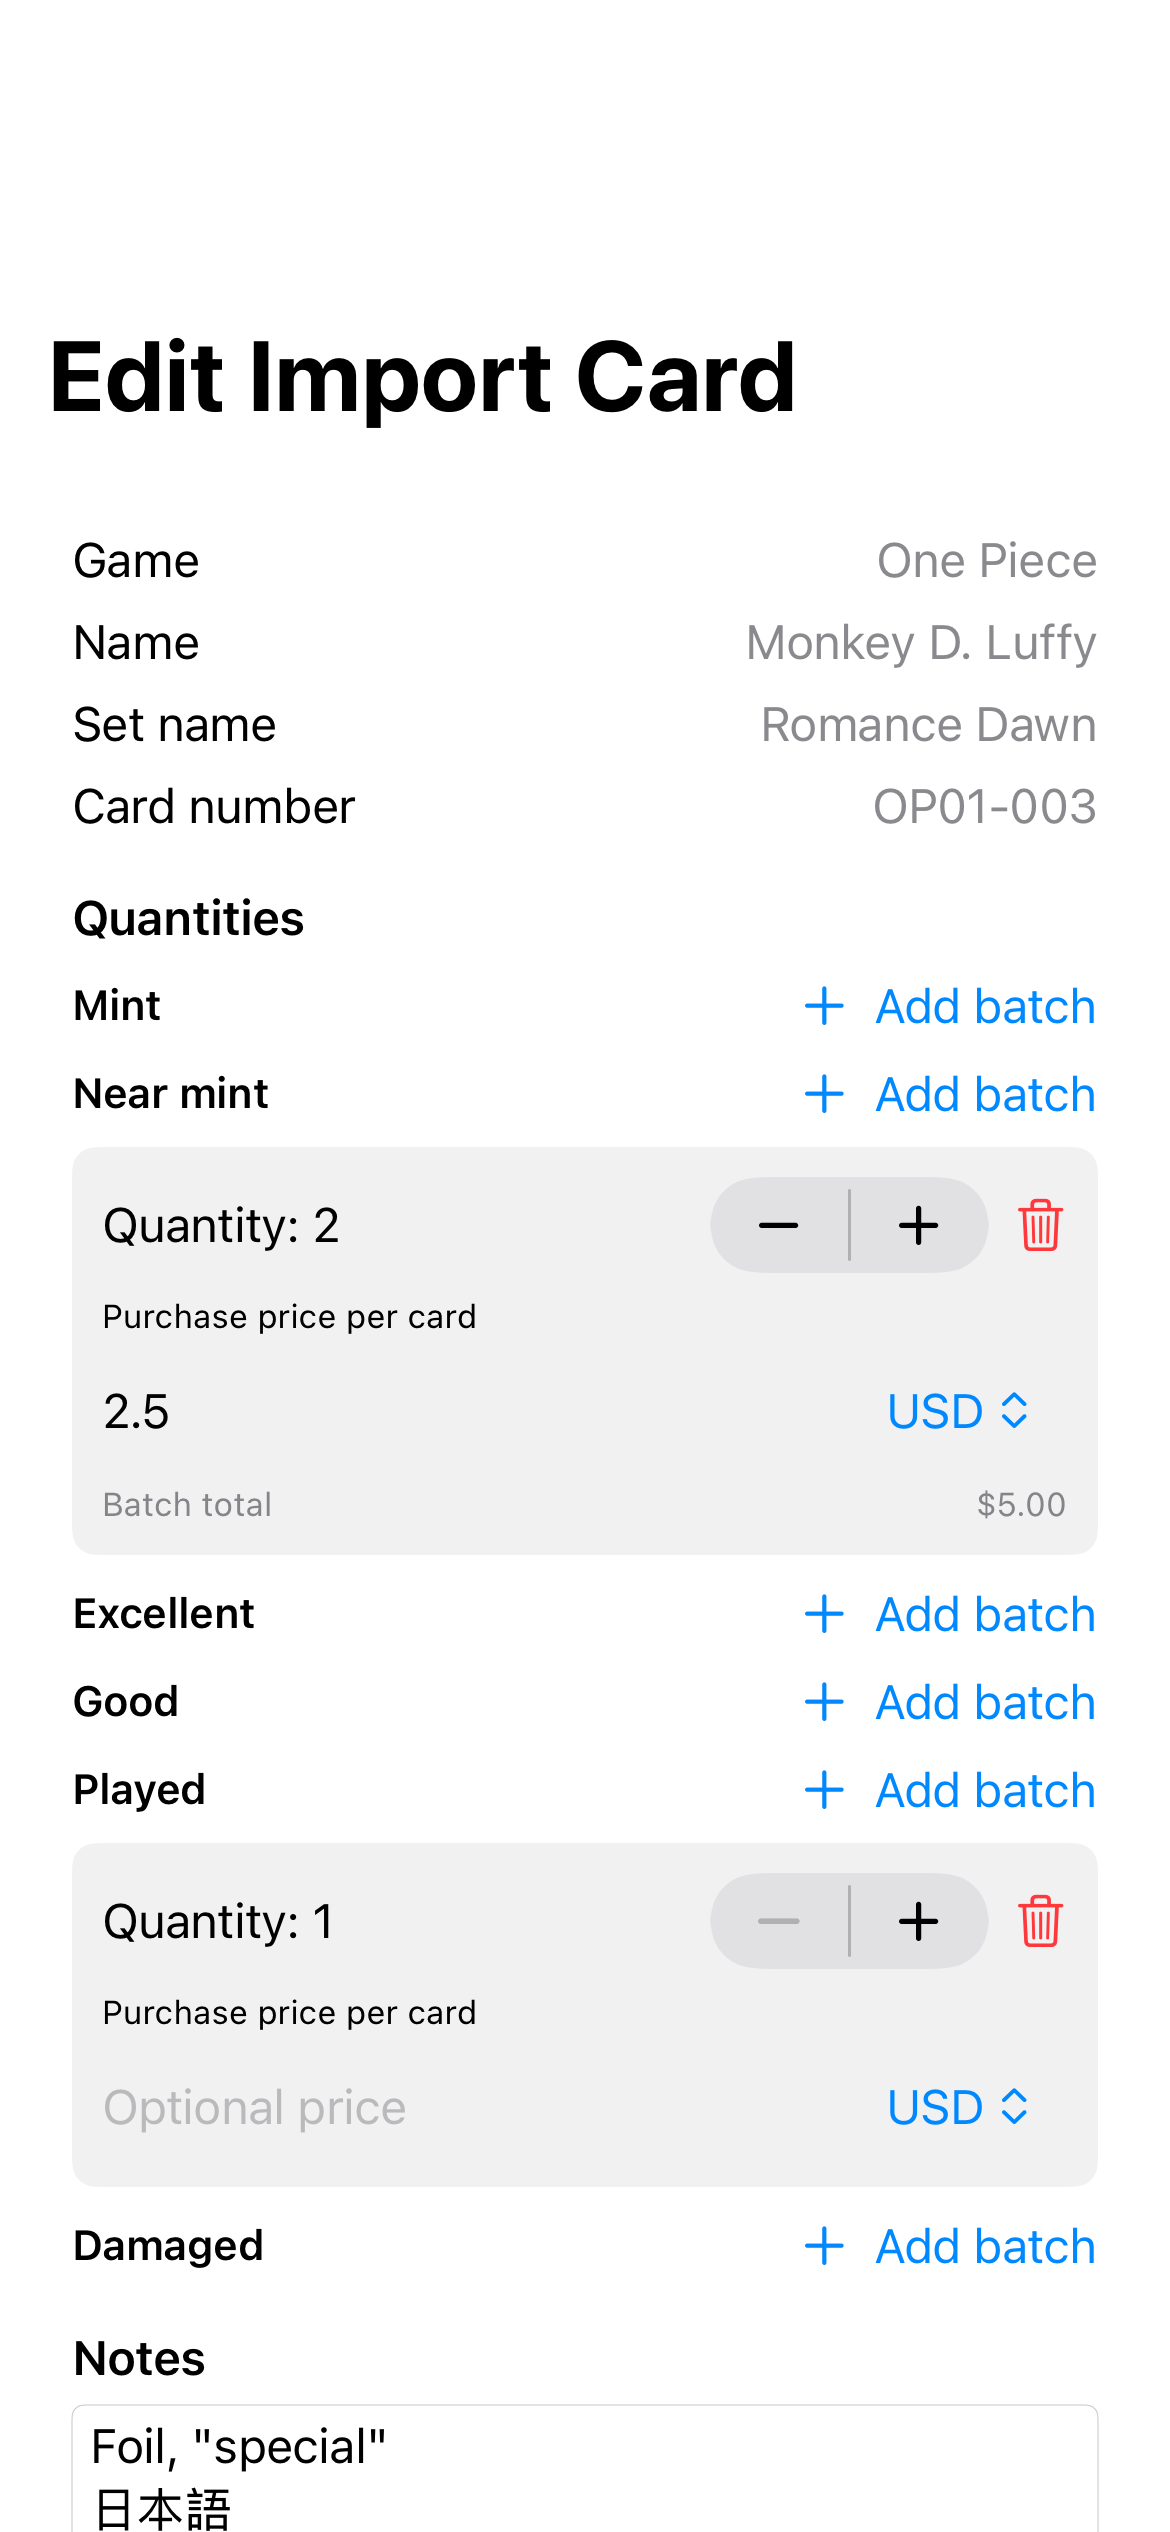 Edit Import Card
Game One Piece
Name Monkey D. Luffy
Set name Romance Dawn
Card number OP01-003
Quantities
Mint + Add batch
Near mint + Add batch
Quantity: 2 − +
Purchase price per card
2.5 USD
Batch total $5.00
Excellent + Add batch
Good + Add batch
Played + Add batch
Quantity: 1 − +
Purchase price per card
Optional price USD
Damaged + Add batch
Notes
Foil, "special"
日本語